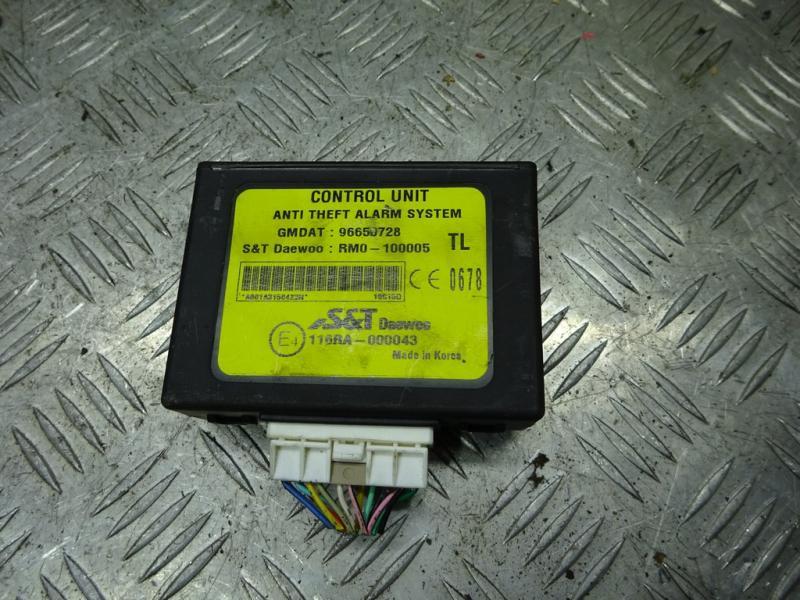 CONTROL UNIT
ANTI THEFT ALARM SYSTEM
GMDAT : 96650728
S&T Daewoo : RM0-100005 TL
CE 0678
S&T Daewoo
E4 116RA-000043
Made in Korea